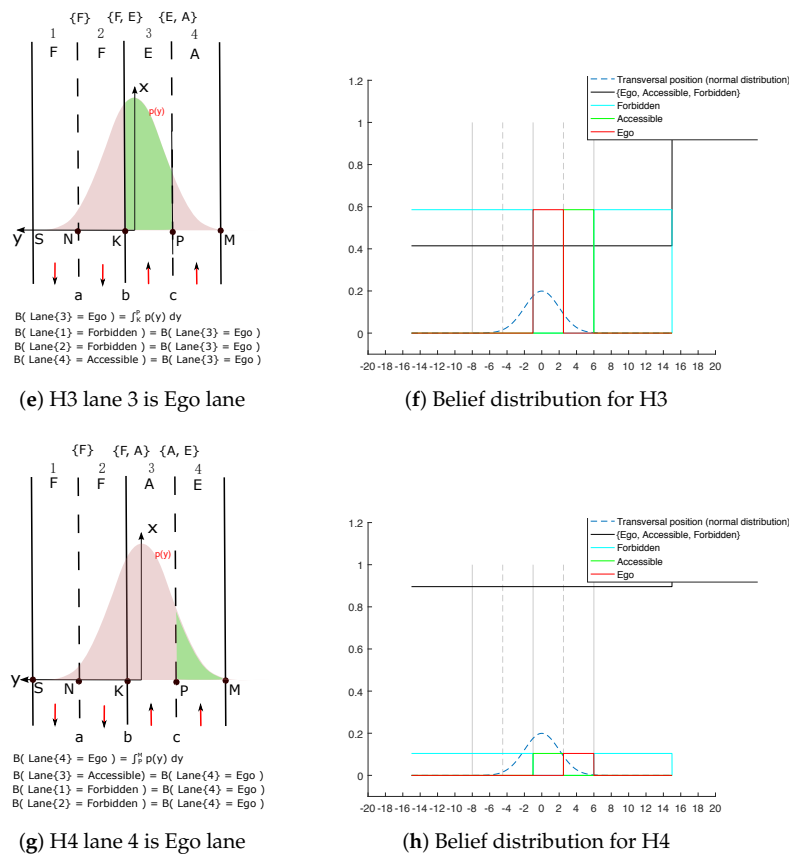 {F} {F, E} {E, A}
1 2 3 4
F F E A
x
p(y)
y S N K P M
a b c
B( Lane{3} = Ego ) = ∫ᴾ_K p(y) dy
B( Lane{1} = Forbidden ) = B( Lane{3} = Ego )
B( Lane{2} = Forbidden ) = B( Lane{3} = Ego )
B( Lane{4} = Accessible ) = B( Lane{3} = Ego )
(e) H3 lane 3 is Ego lane
Transversal position (normal distribution)
{Ego, Accessible, Forbidden}
Forbidden
Accessible
Ego
1.2
1
0.8
0.6
0.4
0.2
0
-20 -18 -16 -14 -12 -10 -8 -6 -4 -2 0 2 4 6 8 10 12 14 16 18 20
(f) Belief distribution for H3
{F} {F, A} {A, E}
1 2 3 4
F F A E
x
p(y)
y S N K P M
a b c
B( Lane{4} = Ego ) = ∫ᴹ_P p(y) dy
B( Lane{3} = Accessible ) = B( Lane{4} = Ego )
B( Lane{1} = Forbidden ) = B( Lane{4} = Ego )
B( Lane{2} = Forbidden ) = B( Lane{4} = Ego )
(g) H4 lane 4 is Ego lane
Transversal position (normal distribution)
{Ego, Accessible, Forbidden}
Forbidden
Accessible
Ego
1.2
1
0.8
0.6
0.4
0.2
0
-20 -18 -16 -14 -12 -10 -8 -6 -4 -2 0 2 4 6 8 10 12 14 16 18 20
(h) Belief distribution for H4